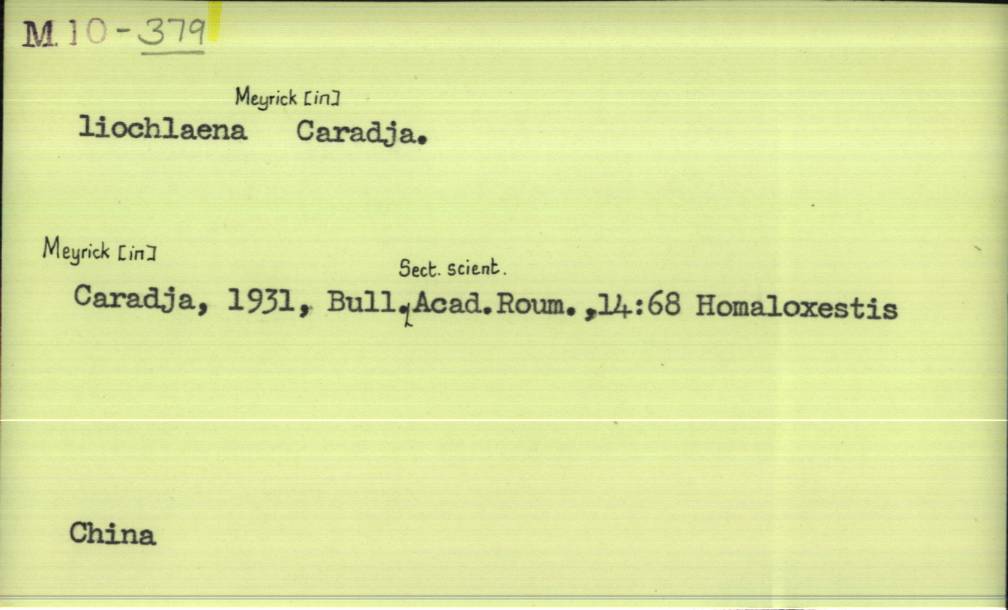 M 10-379
Meyrick [in]
liochlaena Caradja.
Meyrick [in]
Sect. scient.
Caradja, 1931, Bull. Acad.Roum.,14:68 Homaloxestis
China